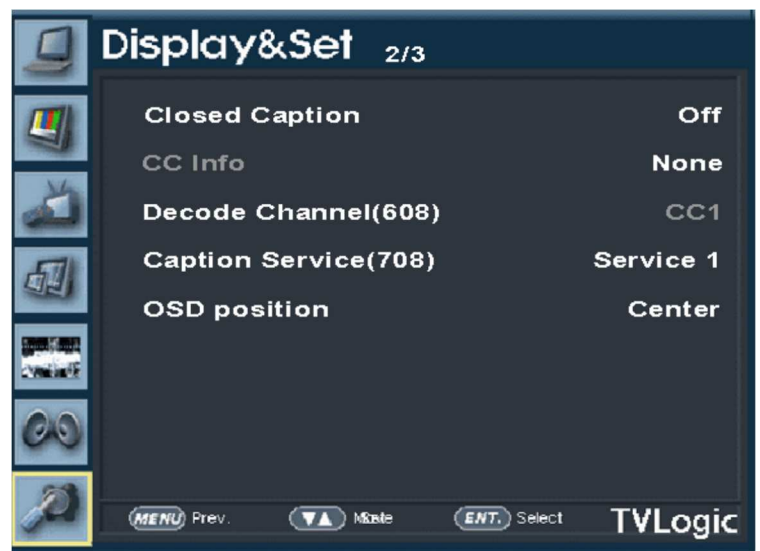 Display&Set 2/3
Closed Caption Off
CC Info None
Decode Channel(608) CC1
Caption Service(708) Service 1
OSD position Center
MENU Prev. ▼▲ ENT. Select TVLogic